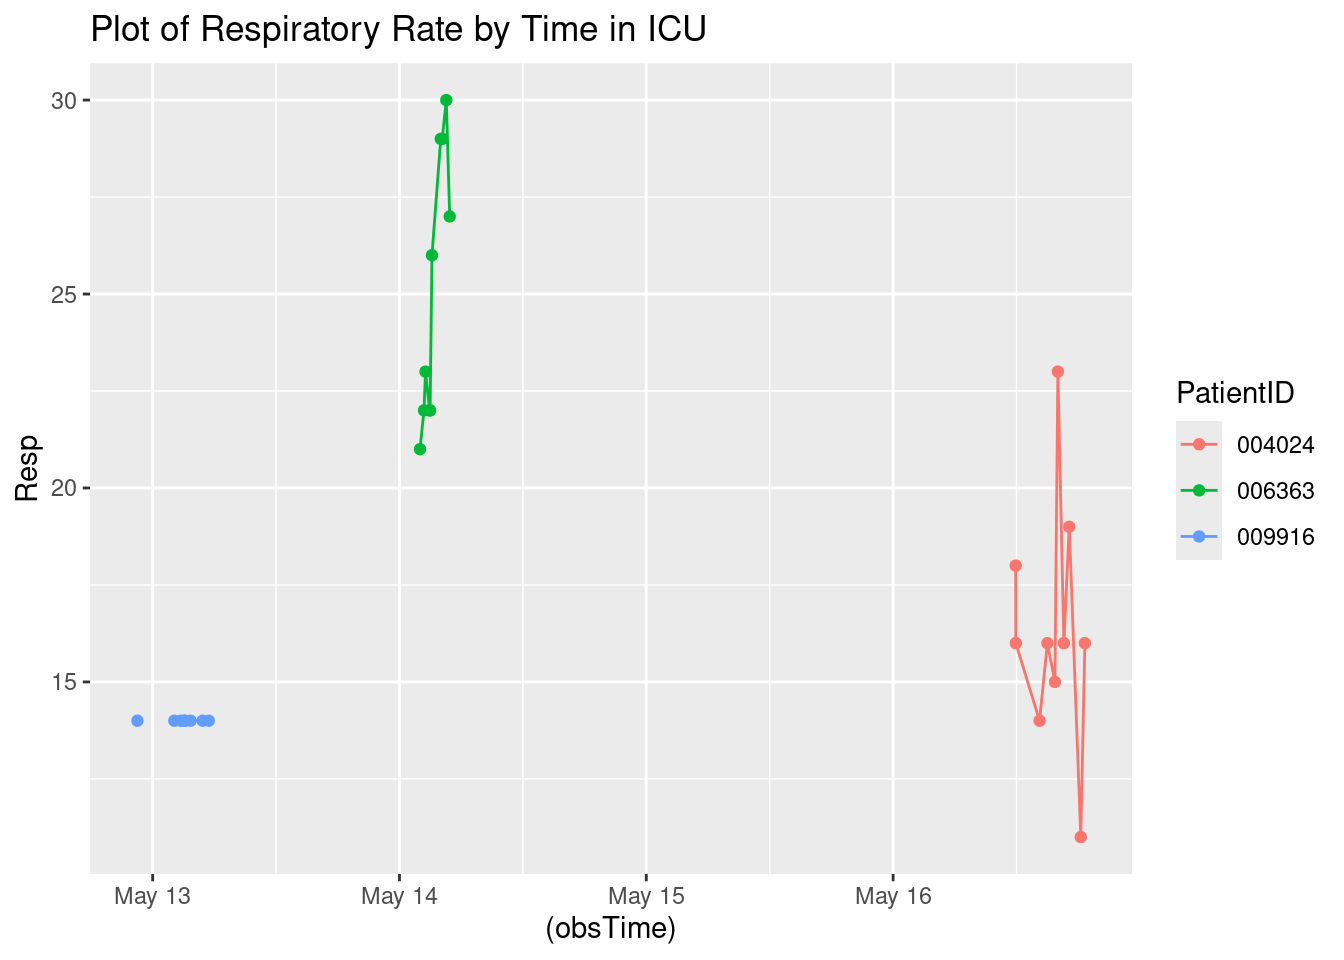 Plot of Respiratory Rate by Time in ICU
30
25
20
15
Resp
May 13
May 14
May 15
May 16
(obsTime)
PatientID
004024
006363
009916